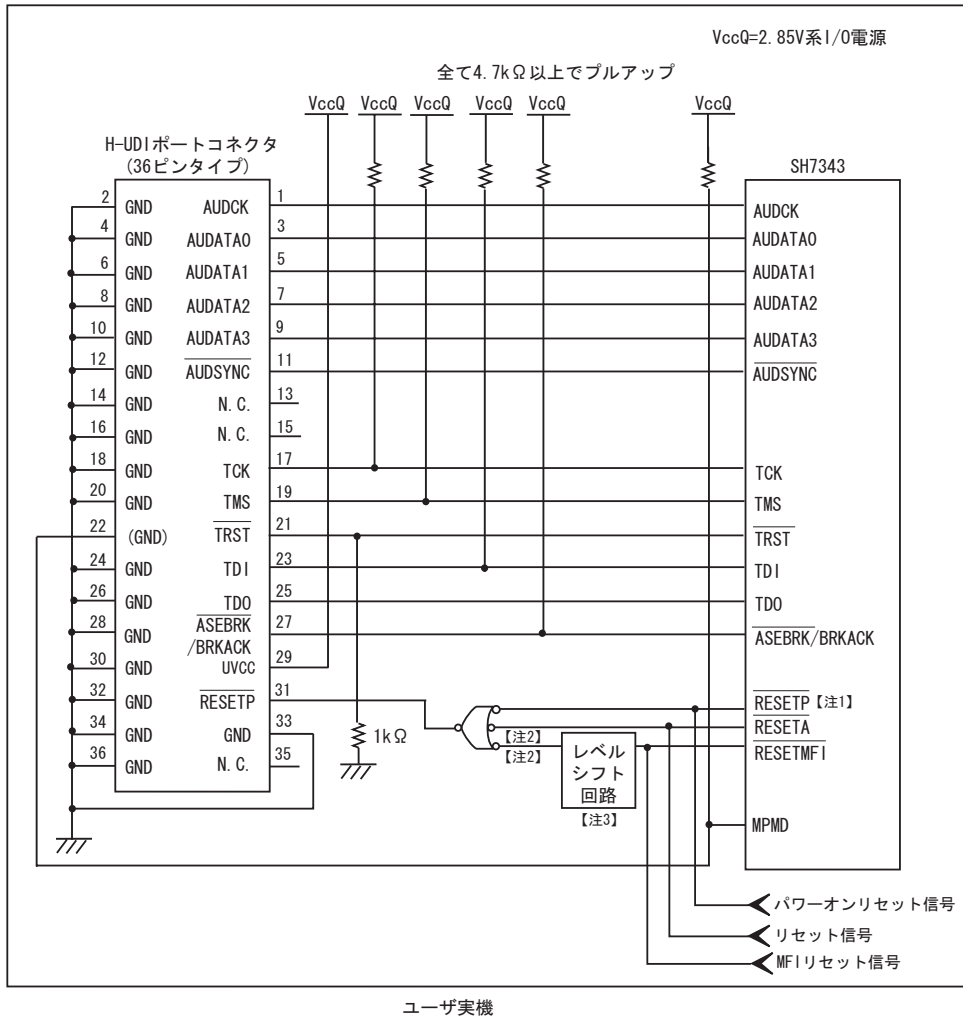 VccQ=2.85V系I/O電源
全て4.7kΩ以上でプルアップ
VccQ VccQ VccQ VccQ VccQ VccQ
H-UDIポートコネクタ
(36ピンタイプ)
SH7343
2 GND AUDCK 1 AUDCK
4 GND AUDATA0 3 AUDATA0
6 GND AUDATA1 5 AUDATA1
8 GND AUDATA2 7 AUDATA2
10 GND AUDATA3 9 AUDATA3
12 GND AUDSYNC 11 AUDSYNC
14 GND N.C. 13
16 GND N.C. 15
18 GND TCK 17 TCK
20 GND TMS 19 TMS
22 (GND) TRST 21 TRST
24 GND TDI 23 TDI
26 GND TDO 25 TDO
28 GND ASEBRK 27 ASEBRK/BRKACK
/BRKACK
30 GND UVCC 29
32 GND RESETP 31 RESETP【注1】
34 GND GND 33 RESETA
36 GND N.C. 35 RESETMFI
1kΩ
【注2】
【注2】
レベル
シフト
回路
【注3】
MPMD
パワーオンリセット信号
リセット信号
MFIリセット信号
ユーザ実機